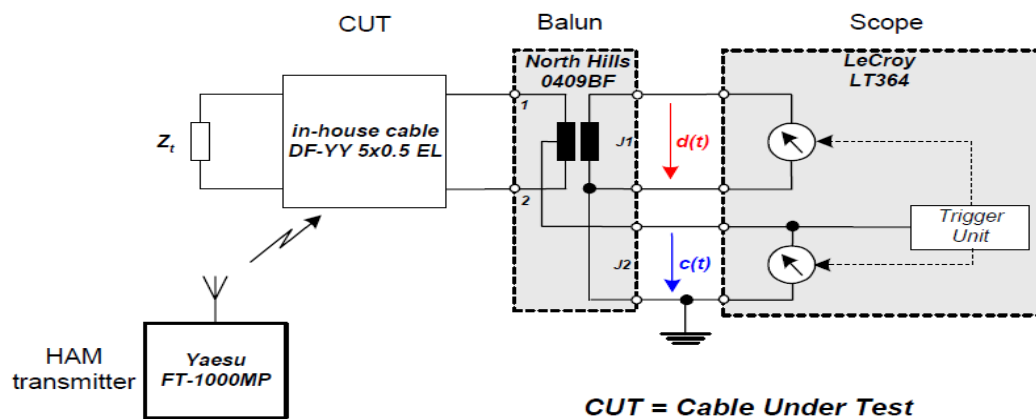 CUT
Balun
Scope
North Hills
0409BF
LeCroy
LT364
1
Zt
in-house cable
DF-YY 5x0.5 EL
J1
d(t)
2
Trigger
Unit
J2
c(t)
HAM
transmitter
Yaesu
FT-1000MP
CUT = Cable Under Test